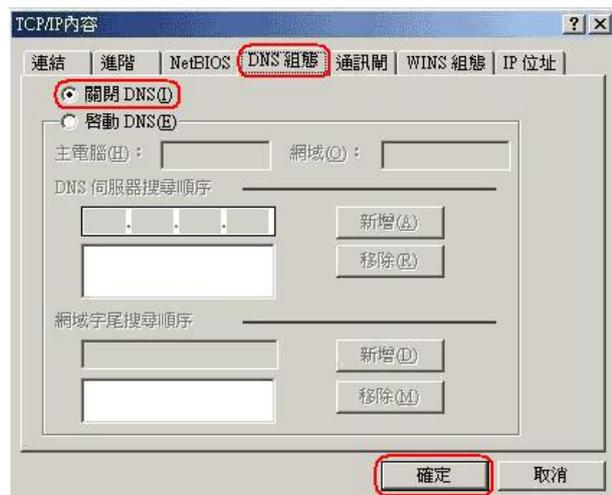 TCP/IP內容
連結 進階 NetBIOS DNS 組態 通訊閘 WINS 組態 IP 位址
關閉 DNS(I)
啓動 DNS(E)
主電腦(H)： 網域(O)：
DNS 伺服器搜尋順序
新增(A)
移除(R)
網域字尾搜尋順序
新增(D)
移除(M)
確定 取消